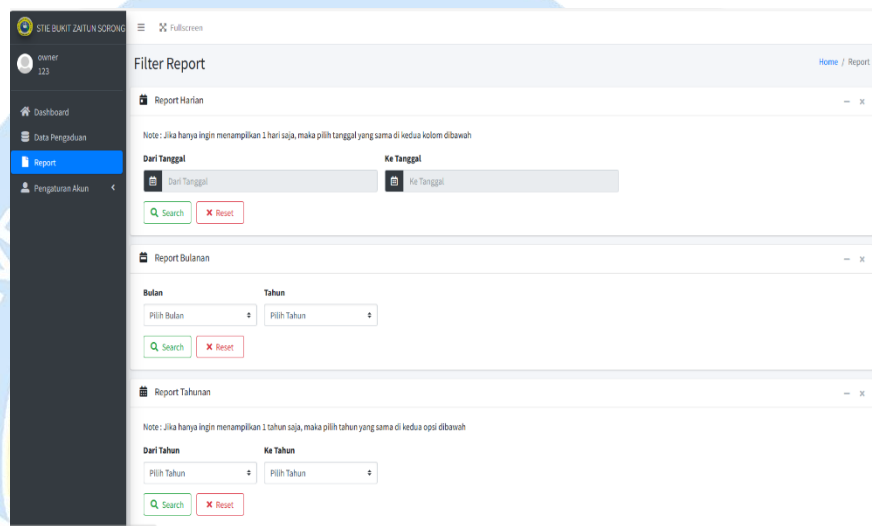 STIE BUKIT ZAITUN SORONG
Fullscreen
owner
123
Filter Report
Home / Report
Dashboard
Data Pengaduan
Report
Pengaturan Akun
Report Harian
Note : Jika hanya ingin menampilkan 1 hari saja, maka pilih tanggal yang sama di kedua kolom dibawah
Dari Tanggal Ke Tanggal
Dari Tanggal Ke Tanggal
Search Reset
Report Bulanan
Bulan Tahun
Pilih Bulan Pilih Tahun
Search Reset
Report Tahunan
Note : Jika hanya ingin menampilkan 1 tahun saja, maka pilih tahun yang sama di kedua opsi dibawah
Dari Tahun Ke Tahun
Pilih Tahun Pilih Tahun
Search Reset